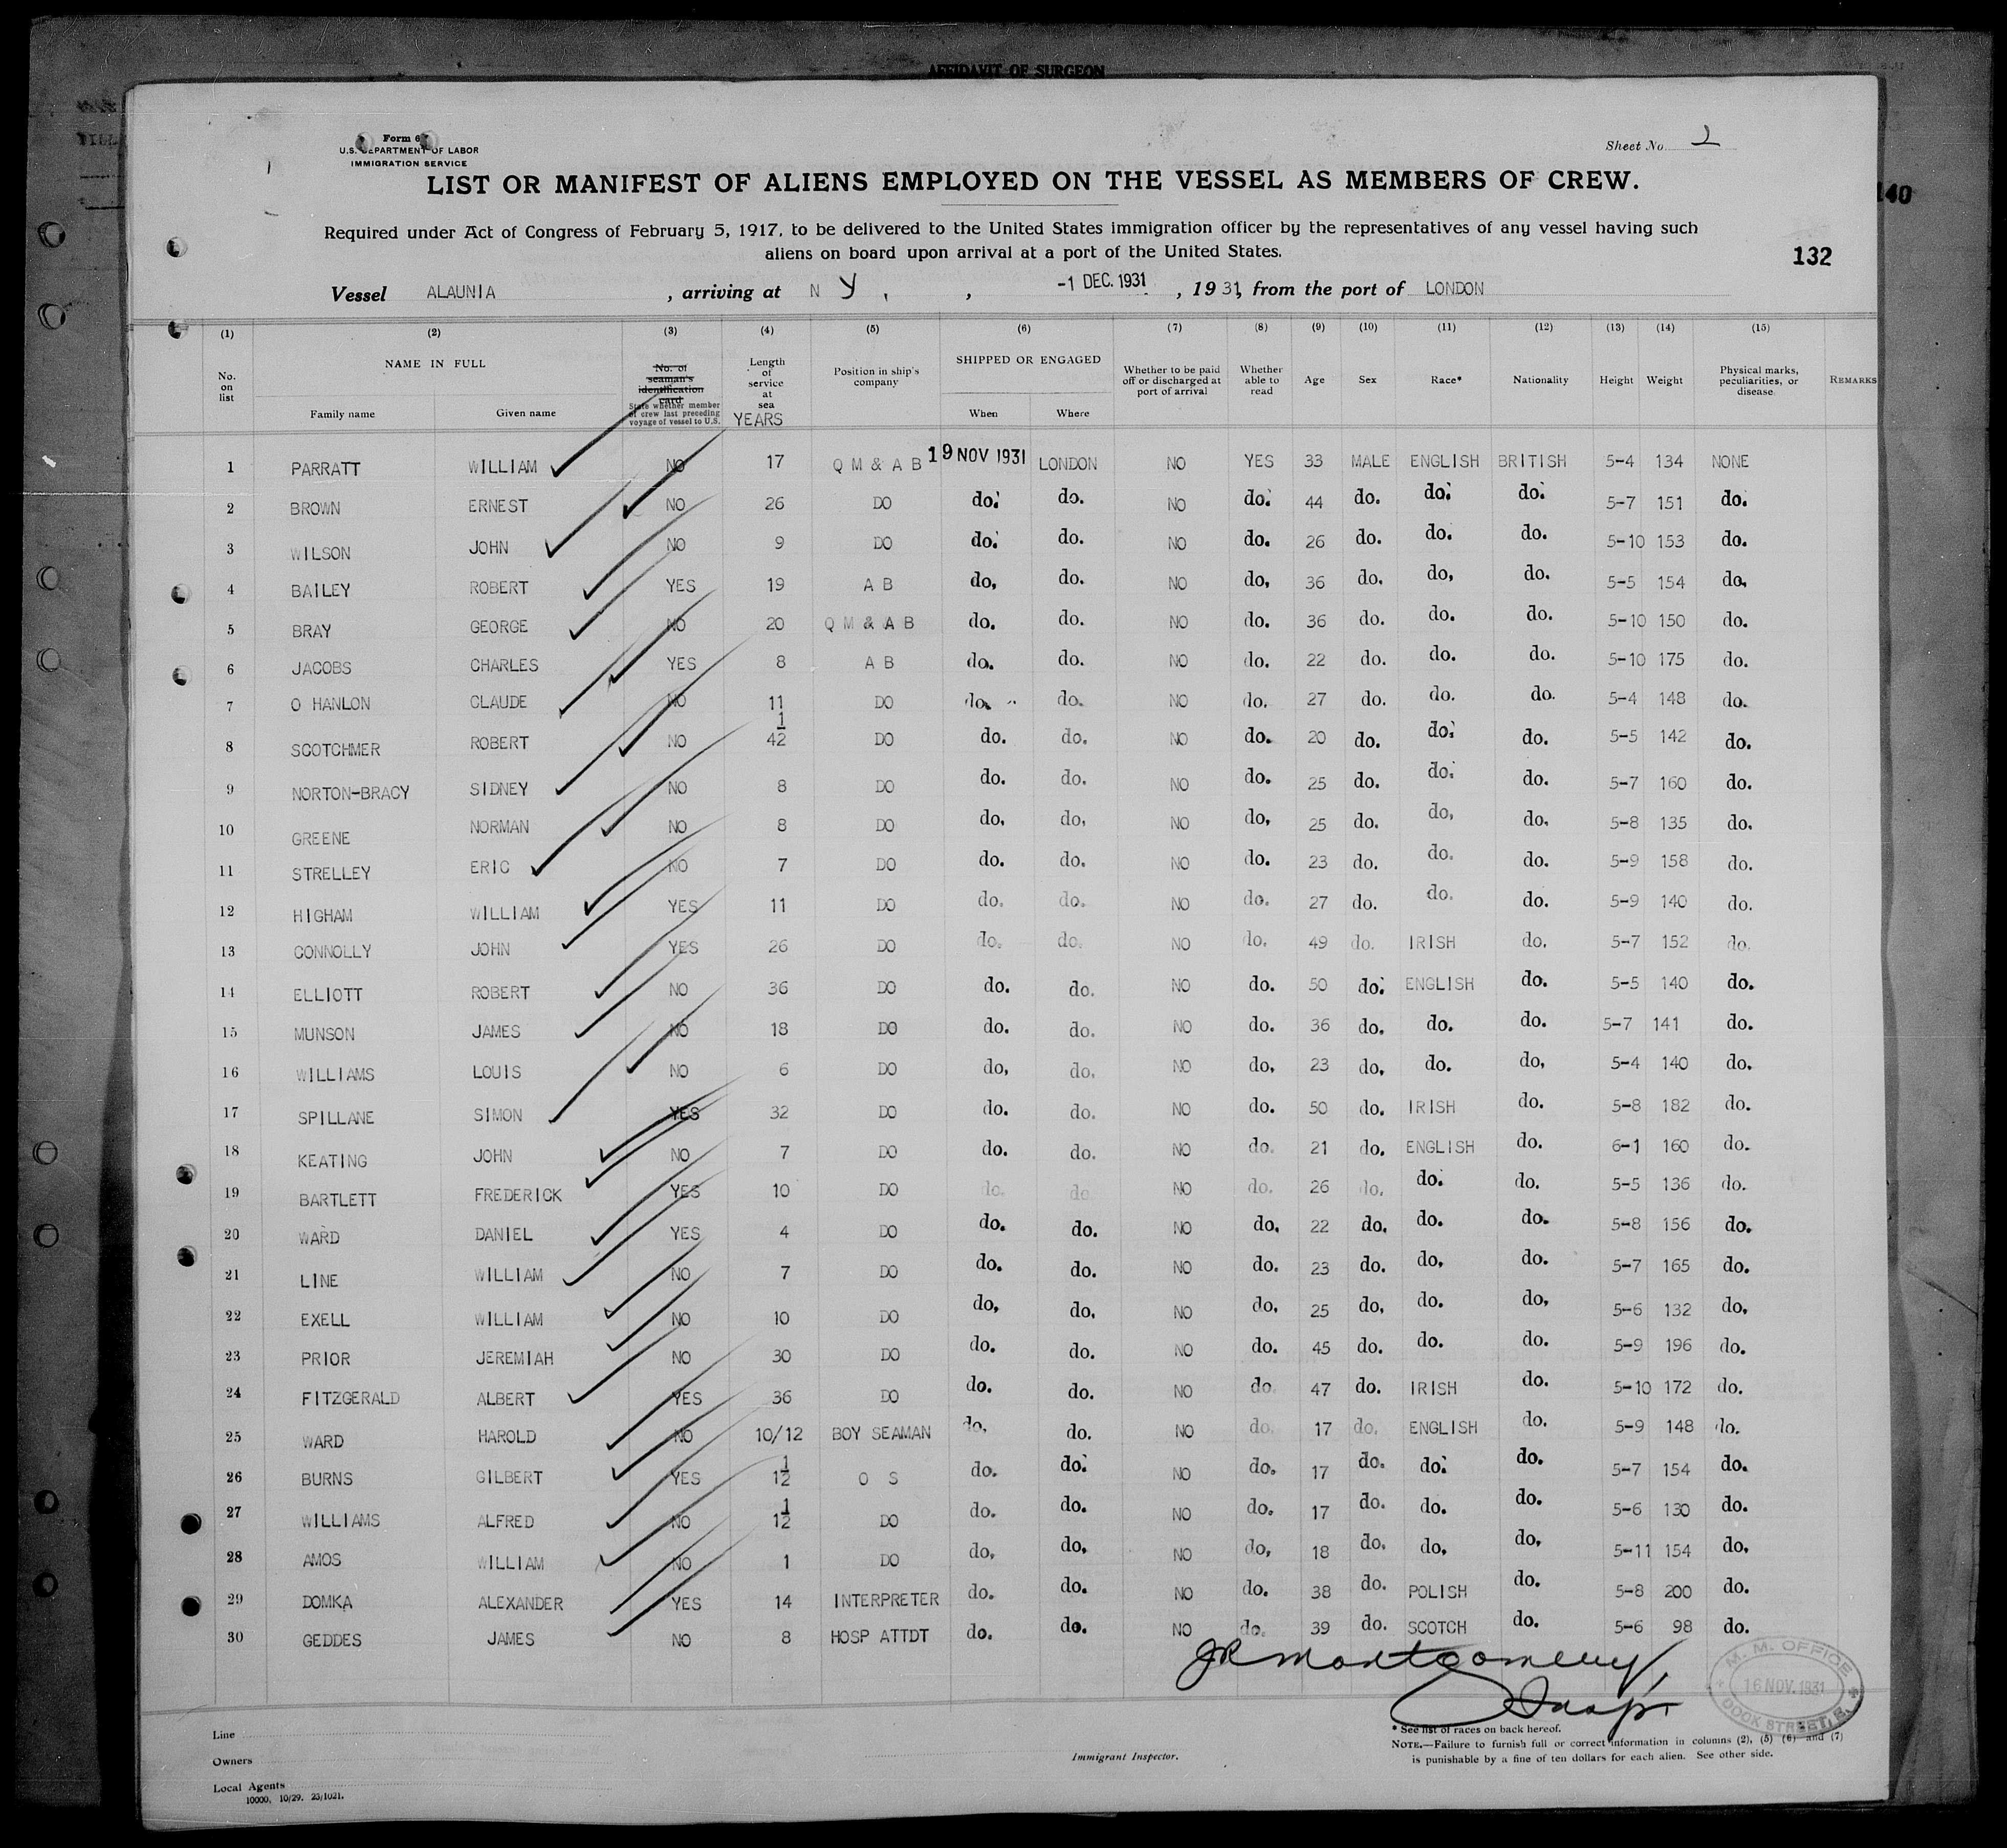 AFFIDAVIT OF SURGEON
Form 6
U.S. DEPARTMENT OF LABOR
IMMIGRATION SERVICE
Sheet No. 2
LIST OR MANIFEST OF ALIENS EMPLOYED ON THE VESSEL AS MEMBERS OF CREW.
140
Required under Act of Congress of February 5, 1917, to be delivered to the United States immigration officer by the representatives of any vessel having such
aliens on board upon arrival at a port of the United States.
132
Vessel ALAUNIA, arriving at N Y, , -1 DEC. 1931, 1931, from the port of LONDON
(1) (2) (3) (4) (5) (6) (7) (8) (9) (10) (11) (12) (13) (14) (15)
No. on list NAME IN FULL Family name Given name No. of seaman's identification card State whether member of crew last preceding voyage of vessel to U.S. Length of service at sea YEARS Position in ship's company SHIPPED OR ENGAGED When Where Whether to be paid off or discharged at port of arrival Whether able to read Age Sex Race* Nationality Height Weight Physical marks, peculiarities, or disease REMARKS
1 PARRATT WILLIAM NO 17 Q M & A B 19 NOV 1931 LONDON NO YES 33 MALE ENGLISH BRITISH 5-4 134 NONE
2 BROWN ERNEST NO 26 DO do. do. NO do. 44 do. do. do. 5-7 151 do.
3 WILSON JOHN NO 9 DO do. do. NO do. 26 do. do. do. 5-10 153 do.
4 BAILEY ROBERT YES 19 A B do, do. NO do, 36 do. do, do. 5-5 154 do,
5 BRAY GEORGE NO 20 Q M & A B do. do. NO do. 36 do. do. do. 5-10 150 do.
6 JACOBS CHARLES YES 8 A B do. do. NO do. 22 do. do. do. 5-10 175 do.
7 O HANLON CLAUDE NO 11 DO do. do. NO do. 27 do. do. do. 5-4 148 do.
8 SCOTCHMER ROBERT NO 1/42 DO do. do. NO do. 20 do. do. do. 5-5 142 do.
9 NORTON-BRACY SIDNEY NO 8 DO do. do. NO do. 25 do. do. do. 5-7 160 do.
10 GREENE NORMAN NO 8 DO do, do, NO do, 25 do. do, do, 5-8 135 do.
11 STRELLEY ERIC NO 7 DO do. do. NO do. 23 do. do. do. 5-9 158 do.
12 HIGHAM WILLIAM YES 11 DO do. do. NO do. 27 do. do. do. 5-9 140 do.
13 CONNOLLY JOHN YES 26 DO do. do. NO do. 49 do. IRISH do. 5-7 152 do.
14 ELLIOTT ROBERT NO 36 DO do. do. NO do. 50 do. ENGLISH do. 5-5 140 do.
15 MUNSON JAMES NO 18 DO do. do. NO do. 36 do. do. do. 5-7 141 do.
16 WILLIAMS LOUIS NO 6 DO do, do. NO do, 23 do, do. do, 5-4 140 do.
17 SPILLANE SIMON YES 32 DO do. do. NO do. 50 do. IRISH do. 5-8 182 do.
18 KEATING JOHN NO 7 DO do. do. NO do. 21 do. ENGLISH do. 6-1 160 do.
19 BARTLETT FREDERICK YES 10 DO do. do. NO do. 26 do. do. do. 5-5 136 do.
20 WARD DANIEL YES 4 DO do. do. NO do. 22 do. do. do. 5-8 156 do.
21 LINE WILLIAM NO 7 DO do. do. NO do. 23 do. do. do. 5-7 165 do.
22 EXELL WILLIAM NO 10 DO do, do, NO do, 25 do, do. do, 5-6 132 do,
23 PRIOR JEREMIAH NO 30 DO do. do. NO do. 45 do. do. do. 5-9 196 do.
24 FITZGERALD ALBERT YES 36 DO do. do. NO do. 47 do. IRISH do. 5-10 172 do.
25 WARD HAROLD NO 10/12 BOY SEAMAN do, do. NO do. 17 do. ENGLISH do. 5-9 148 do.
26 BURNS GILBERT YES 1/12 O S do. do. NO do. 17 do. do. do. 5-7 154 do.
27 WILLIAMS ALFRED NO 1/12 DO do. do. NO do. 17 do. do. do. 5-6 130 do.
28 AMOS WILLIAM NO 1 DO do, do, NO do, 18 do. do, do, 5-11 154 do,
29 DOMKA ALEXANDER YES 14 INTERPRETER do. do. NO do. 38 do. POLISH do. 5-8 200 do.
30 GEDDES JAMES NO 8 HOSP ATTDT do. do. NO do. 39 do. SCOTCH do. 5-6 98 do.
JR Montgomery
Insp.
M. M. OFFICE
16 NOV. 1931
DOCK STREET, E.
Line
Owners
Local Agents
10000, 10/29. 23/1021.
Immigrant Inspector.
* See list of races on back hereof.
NOTE.—Failure to furnish full or correct information in columns (2), (5) (6) and (7)
is punishable by a fine of ten dollars for each alien. See other side.